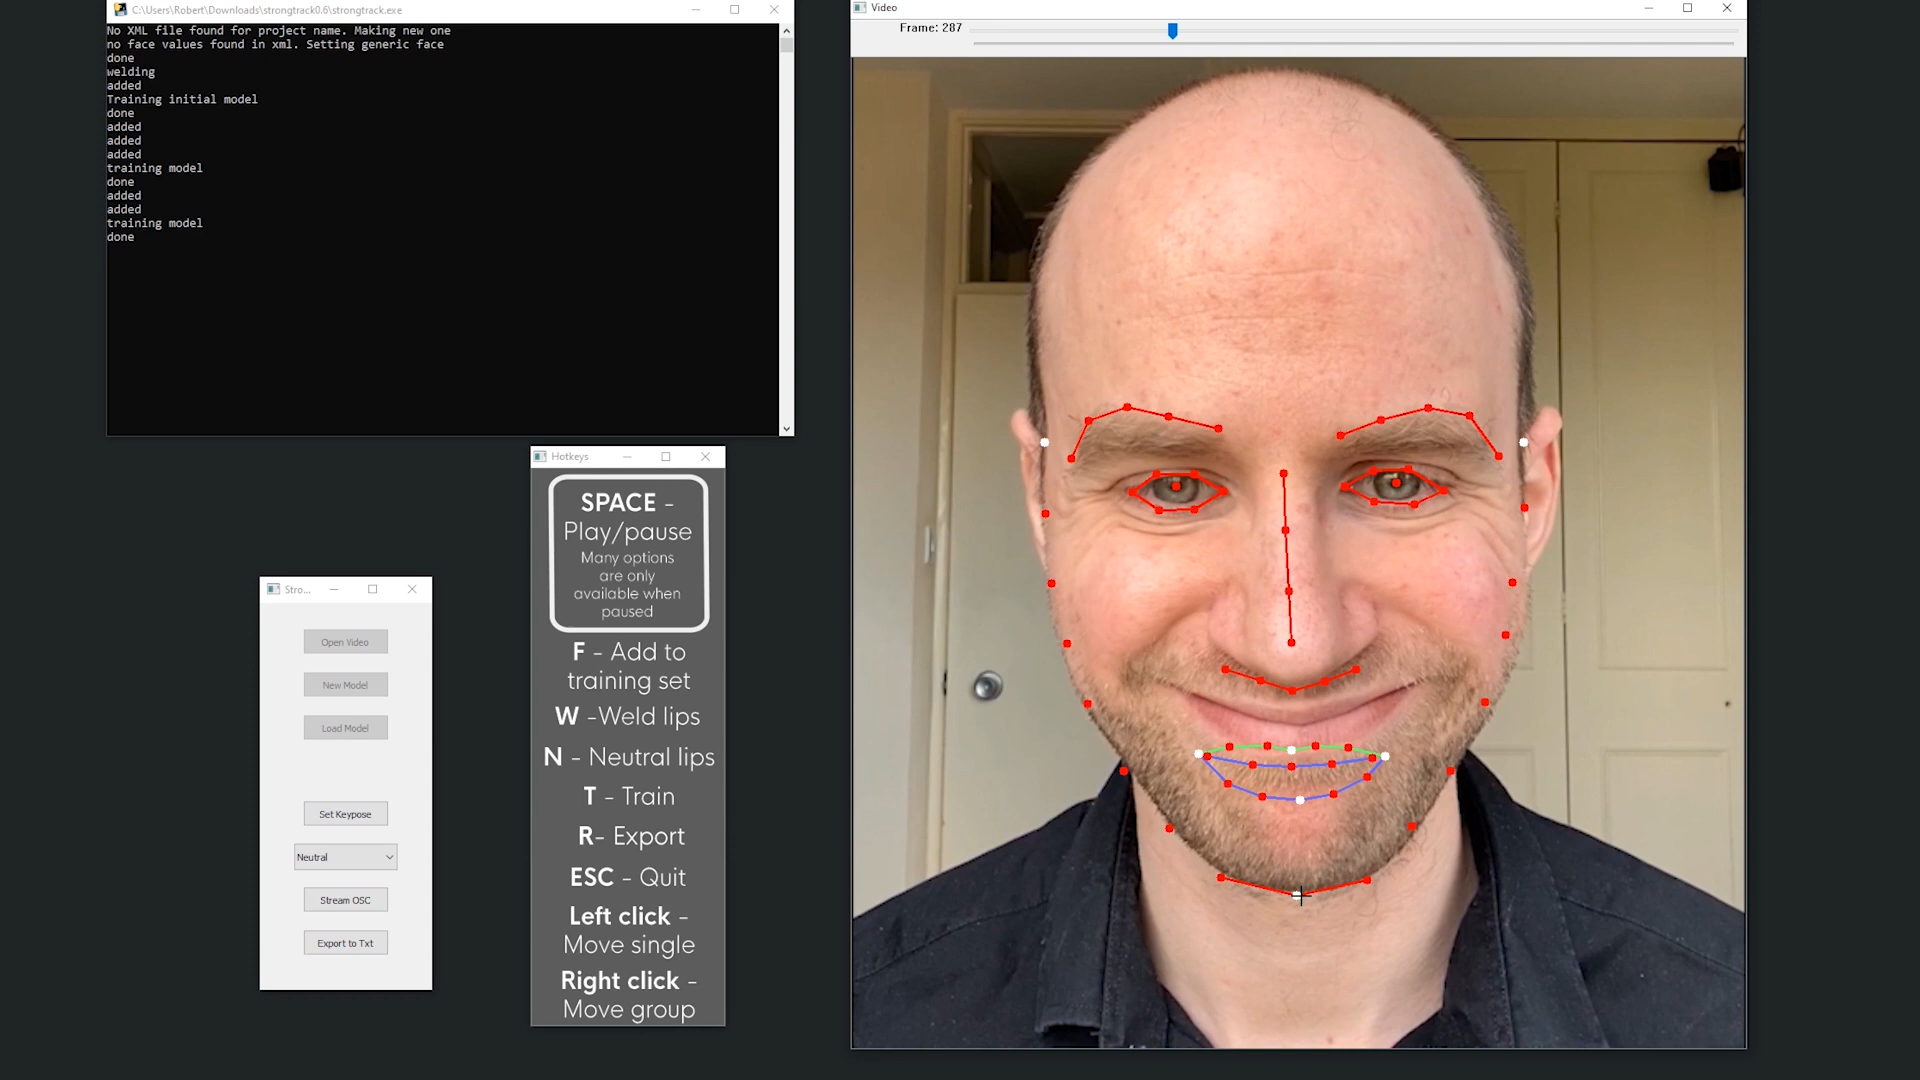 C:\Users\Robert\Downloads\strongtrack0.6\strongtrack.exe
No XML file found for project name. Making new one
no face values found in xml. Setting generic face
done
welding
added
Training initial model
done
added
added
added
training model
done
added
added
training model
done
Video
Frame: 287
Hotkeys
SPACE -
Play/pause
Many options
are only
available when
paused
F - Add to
training set
W -Weld lips
N - Neutral lips
T - Train
R- Export
ESC - Quit
Left click -
Move single
Right click -
Move group
Stro...
Open Video
New Model
Load Model
Set Keypose
Neutral
Stream OSC
Export to Txt